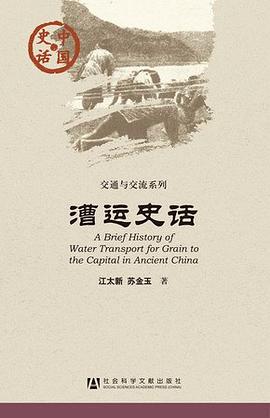 中国
史话
交通与交流系列
漕运史话
A Brief History of
Water Transport for Grain to
the Capital in Ancient China
江太新 苏金玉 著
社会科学文献出版社
SOCIAL SCIENCES ACADEMIC PRESS (CHINA)